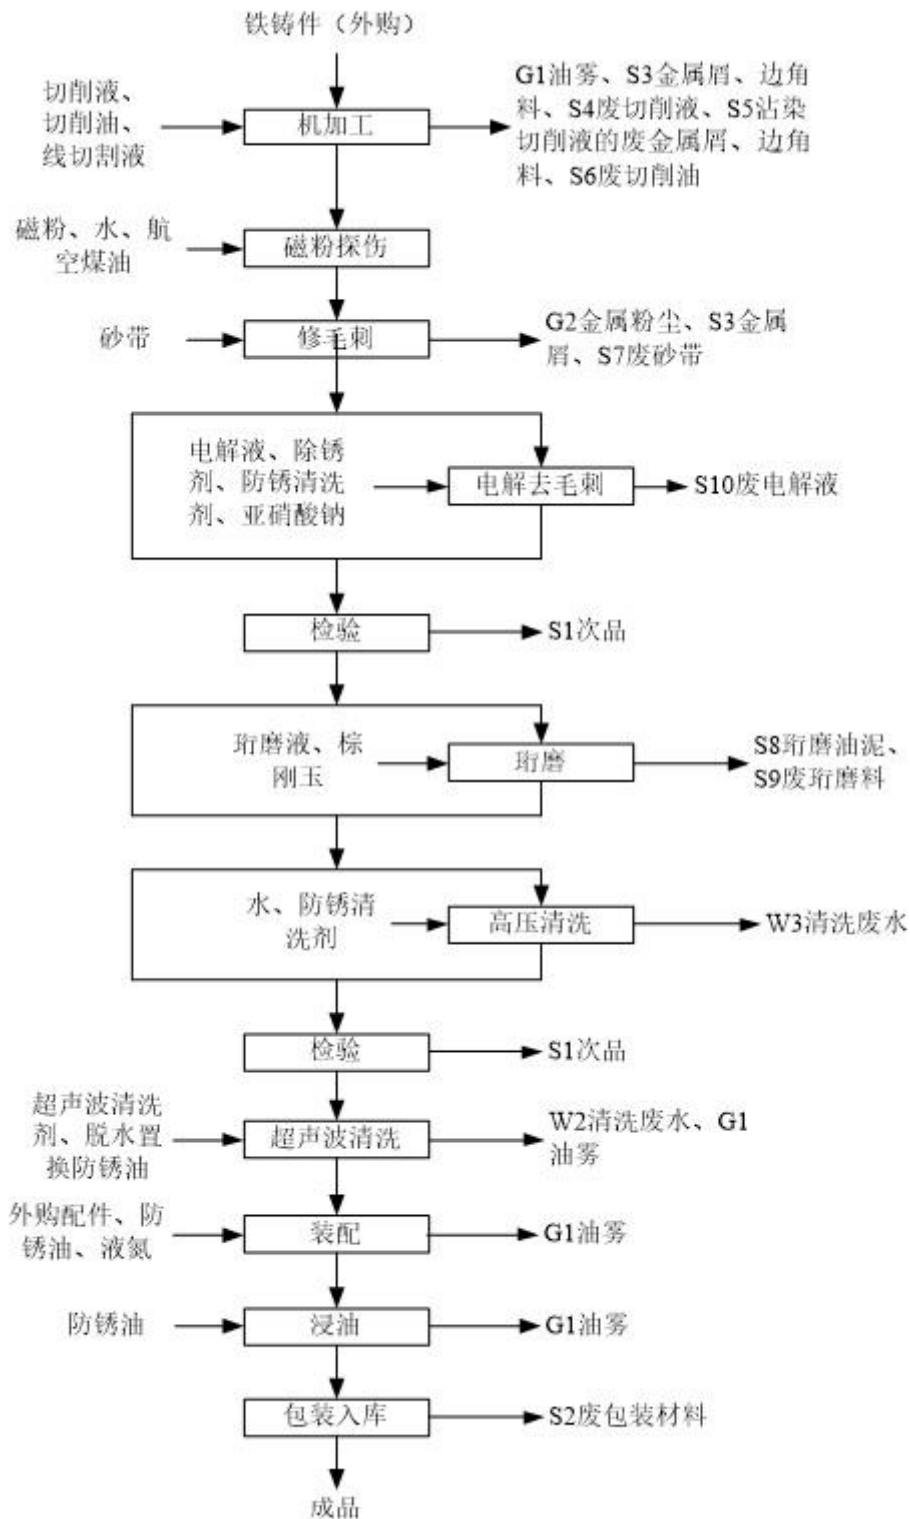 铁铸件（外购）
切削液、
切削油、
线切割液
机加工
G1油雾、S3金属屑、边角
料、S4废切削液、S5沾染
切削液的废金属屑、边角
料、S6废切削油
磁粉、水、航
空煤油
磁粉探伤
砂带
修毛刺
G2金属粉尘、S3金属
屑、S7废砂带
电解液、除锈
剂、防锈清洗
剂、亚硝酸钠
电解去毛刺
S10废电解液
检验
S1次品
珩磨液、棕
刚玉
珩磨
S8珩磨油泥、
S9废珩磨料
水、防锈清
洗剂
高压清洗
W3清洗废水
检验
S1次品
超声波清洗
剂、脱水置
换防锈油
超声波清洗
W2清洗废水、G1
油雾
外购配件、防
锈油、液氮
装配
G1油雾
防锈油
浸油
G1油雾
包装入库
S2废包装材料
成品